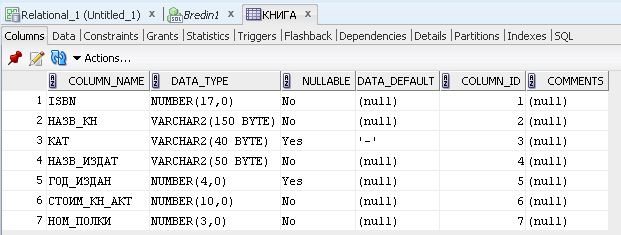 Relational_1 (Untitled_1) Bredin1 КНИГА
Columns Data Constraints Grants Statistics Triggers Flashback Dependencies Details Partitions Indexes SQL
Actions...
COLUMN_NAME DATA_TYPE NULLABLE DATA_DEFAULT COLUMN_ID COMMENTS
1 ISBN NUMBER(17,0) No (null) 1 (null)
2 НАЗВ_КН VARCHAR2(150 BYTE) No (null) 2 (null)
3 КАТ VARCHAR2(40 BYTE) Yes '-' 3 (null)
4 НАЗВ_ИЗДАТ VARCHAR2(50 BYTE) No (null) 4 (null)
5 ГОД_ИЗДАН NUMBER(4,0) Yes (null) 5 (null)
6 СТОИМ_КН_АКТ NUMBER(10,0) No (null) 6 (null)
7 НОМ_ПОЛКИ NUMBER(3,0) No (null) 7 (null)